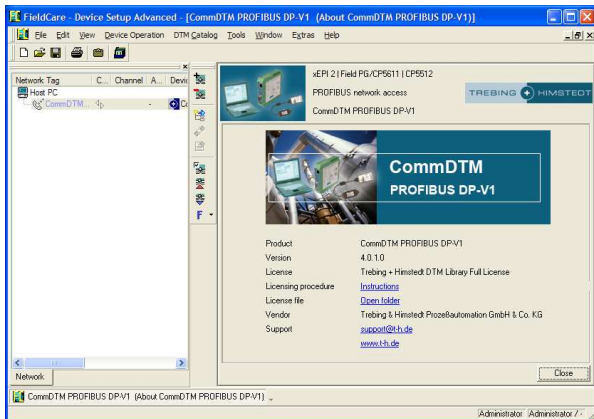 FieldCare - Device Setup Advanced - [CommDTM PROFIBUS DP-V1 (About CommDTM PROFIBUS DP-V1)]
File Edit View Device Operation DTM Catalog Tools Window Extras Help
Network Tag C... Channel A... Devi
Host PC
CommDTM... - Co
F
xEPI 2 | Field PG/CP5611 | CP5512
PROFIBUS network access
CommDTM PROFIBUS DP-V1
TREBING + HIMSTEDT
CommDTM
PROFIBUS DP-V1
Product CommDTM PROFIBUS DP-V1
Version 4.0.1.0
License Trebing + Himstedt DTM Library Full License
Licensing procedure Instructions
License file Open folder
Vendor Trebing & Himstedt Prozeßautomation GmbH & Co. KG
Support support@t-h.de
www.t-h.de
Close
Network
CommDTM PROFIBUS DP-V1 (About CommDTM PROFIBUS DP-V1)
Administrator Administrator / -